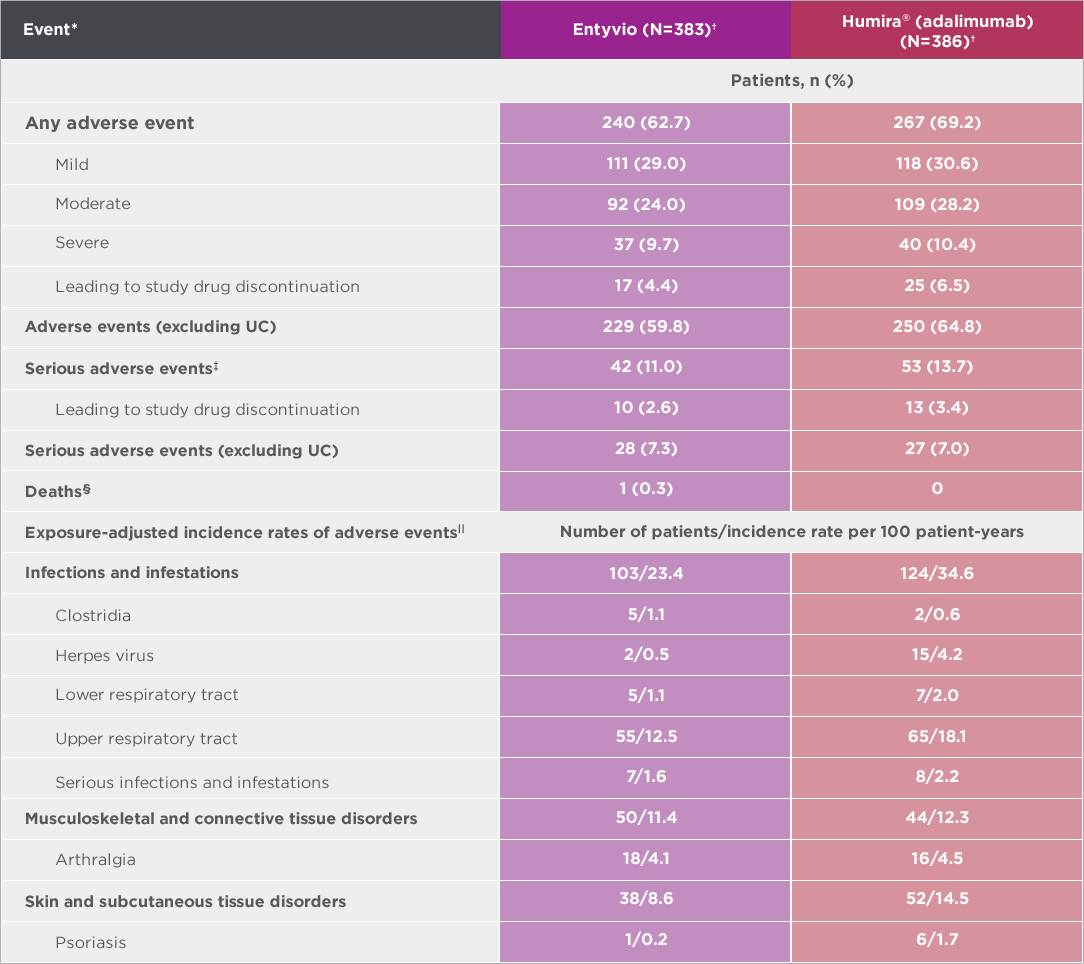 Event* Entyvio (N=383)† Humira® (adalimumab) (N=386)†
Patients, n (%)
Any adverse event 240 (62.7) 267 (69.2)
Mild 111 (29.0) 118 (30.6)
Moderate 92 (24.0) 109 (28.2)
Severe 37 (9.7) 40 (10.4)
Leading to study drug discontinuation 17 (4.4) 25 (6.5)
Adverse events (excluding UC) 229 (59.8) 250 (64.8)
Serious adverse events‡ 42 (11.0) 53 (13.7)
Leading to study drug discontinuation 10 (2.6) 13 (3.4)
Serious adverse events (excluding UC) 28 (7.3) 27 (7.0)
Deaths§ 1 (0.3) 0
Exposure-adjusted incidence rates of adverse events|| Number of patients/incidence rate per 100 patient-years
Infections and infestations 103/23.4 124/34.6
Clostridia 5/1.1 2/0.6
Herpes virus 2/0.5 15/4.2
Lower respiratory tract 5/1.1 7/2.0
Upper respiratory tract 55/12.5 65/18.1
Serious infections and infestations 7/1.6 8/2.2
Musculoskeletal and connective tissue disorders 50/11.4 44/12.3
Arthralgia 18/4.1 16/4.5
Skin and subcutaneous tissue disorders 38/8.6 52/14.5
Psoriasis 1/0.2 6/1.7